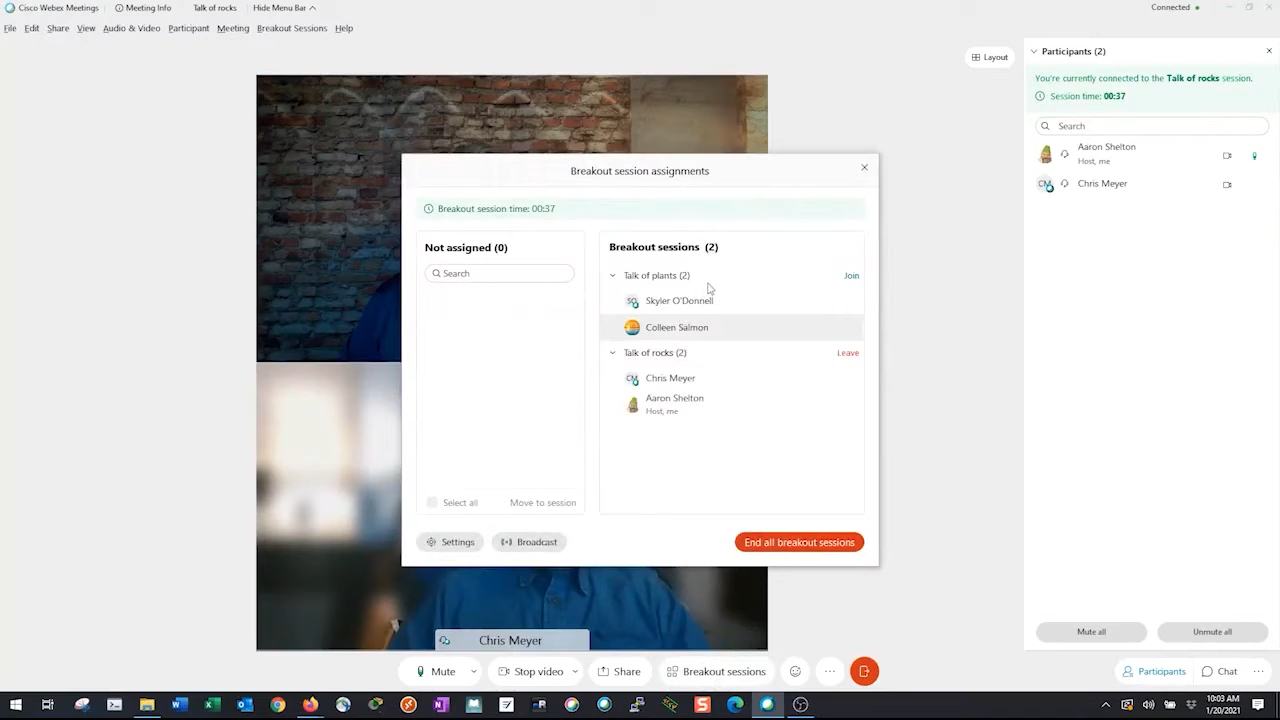 Cisco Webex Meetings
Meeting Info
Talk of rocks
Hide Menu Bar
Connected
File Edit Share View Audio & Video Participant Meeting Breakout Sessions Help
Layout
Participants (2)
You're currently connected to the Talk of rocks session.
Session time: 00:37
Search
Aaron Shelton
Host, me
CM
Chris Meyer
Breakout session assignments
Breakout session time: 00:37
Not assigned (0)
Search
Select all
Move to session
Breakout sessions (2)
Talk of plants (2)
Join
SO
Skyler O'Donnell
Colleen Salmon
Talk of rocks (2)
Leave
CM
Chris Meyer
Aaron Shelton
Host, me
Settings
Broadcast
End all breakout sessions
Chris Meyer
Mute all
Unmute all
Mute
Stop video
Share
Breakout sessions
Participants
Chat
10:03 AM
1/20/2021